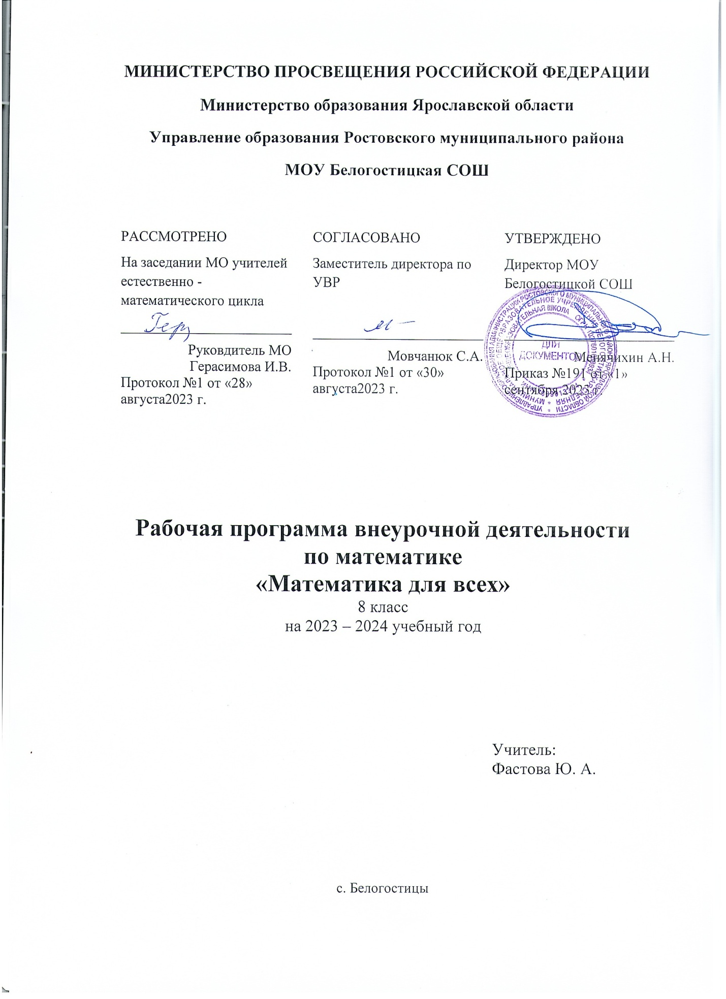 МИНИСТЕРСТВО ПРОСВЕЩЕНИЯ РОССИЙСКОЙ ФЕДЕРАЦИИ
Министерство образования Ярославской области
Управление образования Ростовского муниципального района
МОУ Белогостицкая СОШ
РАССМОТРЕНО
На заседании МО учителей
естественно -
математического цикла
Гер
Руковдитель МО
Герасимова И.В.
Протокол №1 от «28»
августа2023 г.
СОГЛАСОВАНО
Заместитель директора по
УВР
Мовчанюк С.А.
Протокол №1 от «30»
августа2023 г.
УТВЕРЖДЕНО
Директор МОУ
Белогостицкой СОШ
ДЛЯ
ДОКУМЕНТОВ
Менячихин А.Н.
Приказ №191 от «1»
сентября 2023 г.
Рабочая программа внеурочной деятельности
по математике
«Математика для всех»
8 класс
на 2023 – 2024 учебный год
Учитель:
Фастова Ю. А.
с. Белогостицы